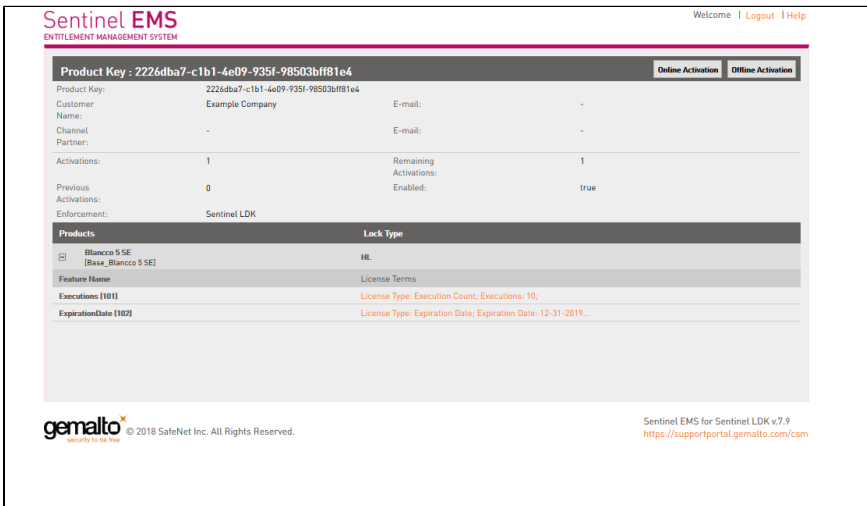 Sentinel EMS
ENTITLEMENT MANAGEMENT SYSTEM
Welcome | Logout | Help
Product Key : 2226dba7-c1b1-4e09-935f-98503bff81e4
Online Activation
Offline Activation
Product Key: 2226dba7-c1b1-4e09-935f-98503bff81e4
Customer Name: Example Company E-mail: -
Channel Partner: - E-mail: -
Activations: 1 Remaining Activations: 1
Previous Activations: 0 Enabled: true
Enforcement: Sentinel LDK
Products Lock Type
Blancco 5 SE
[Base_Blancco 5 SE] HL
Feature Name License Terms
Executions [101] License Type: Execution Count; Executions: 10;
ExpirationDate [102] License Type: Expiration Date; Expiration Date: 12-31-2019...
gemalto
security to be free
© 2018 SafeNet Inc. All Rights Reserved.
Sentinel EMS for Sentinel LDK v.7.9
https://supportportal.gemalto.com/csm